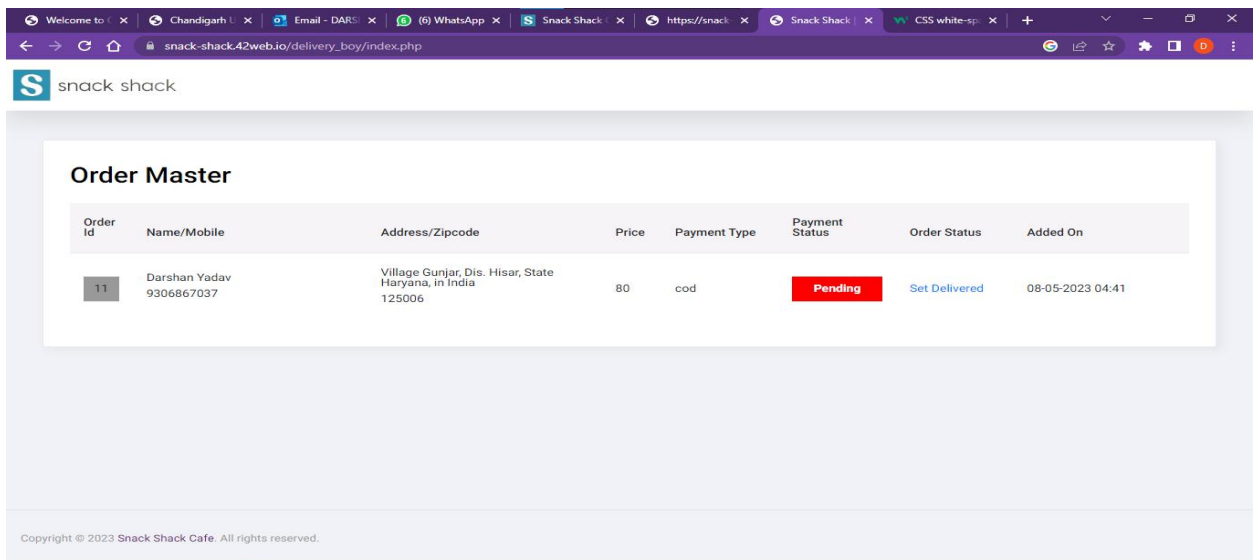 Welcome to
Chandigarh U
Email - DARS
(6) WhatsApp
Snack Shack
https://snack
Snack Shack |
CSS white-sp
snack-shack.42web.io/delivery_boy/index.php
D
S snack shack
Order Master
Order Id
Name/Mobile
Address/Zipcode
Price
Payment Type
Payment Status
Order Status
Added On
11
Darshan Yadav
9306867037
Village Gunjar, Dis. Hisar, State
Haryana, in India
125006
80
cod
Pending
Set Delivered
08-05-2023 04:41
Copyright © 2023 Snack Shack Cafe. All rights reserved.